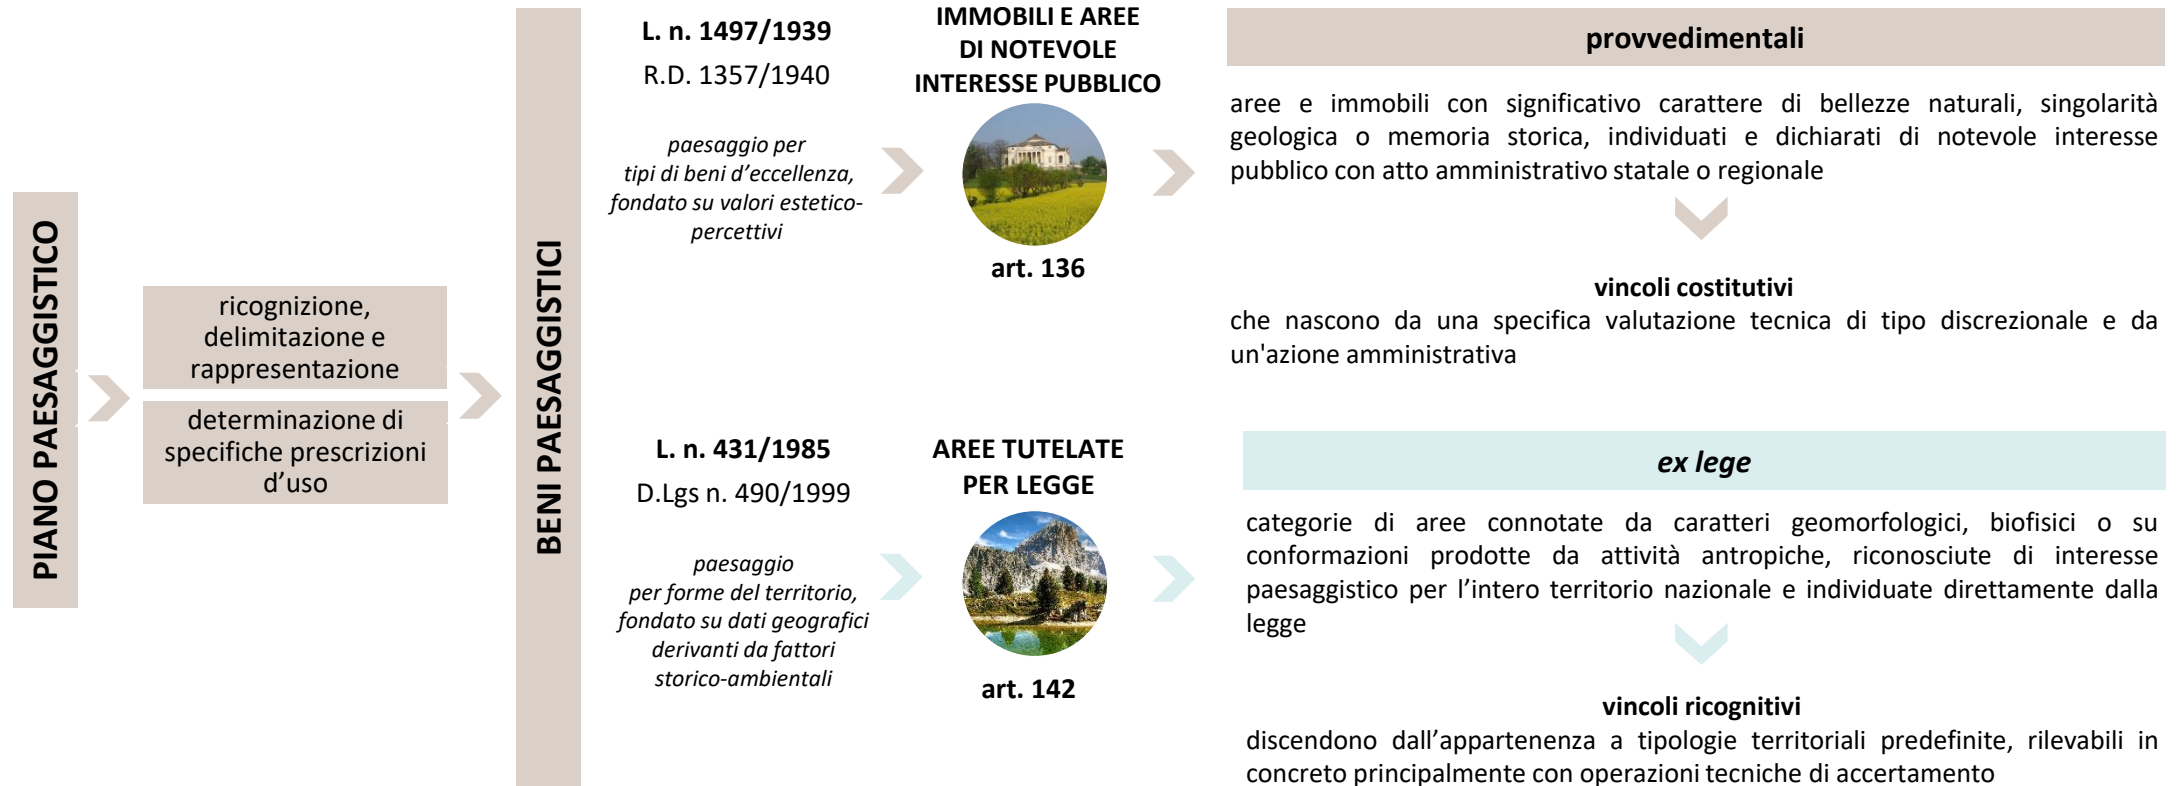 PIANO PAESAGGISTICO
ricognizione,
delimitazione e
rappresentazione
determinazione di
specifiche prescrizioni
d’uso
BENI PAESAGGISTICI
L. n. 1497/1939
R.D. 1357/1940
paesaggio per
tipi di beni d’eccellenza,
fondato su valori estetico-
percettivi
IMMOBILI E AREE
DI NOTEVOLE
INTERESSE PUBBLICO
art. 136
provvedimentali
aree e immobili con significativo carattere di bellezze naturali, singolarità
geologica o memoria storica, individuati e dichiarati di notevole interesse
pubblico con atto amministrativo statale o regionale
vincoli costitutivi
che nascono da una specifica valutazione tecnica di tipo discrezionale e da
un'azione amministrativa
L. n. 431/1985
D.Lgs n. 490/1999
paesaggio
per forme del territorio,
fondato su dati geografici
derivanti da fattori
storico-ambientali
AREE TUTELATE
PER LEGGE
art. 142
ex lege
categorie di aree connotate da caratteri geomorfologici, biofisici o su
conformazioni prodotte da attività antropiche, riconosciute di interesse
paesaggistico per l’intero territorio nazionale e individuate direttamente dalla
legge
vincoli ricognitivi
discendono dall’appartenenza a tipologie territoriali predefinite, rilevabili in
concreto principalmente con operazioni tecniche di accertamento